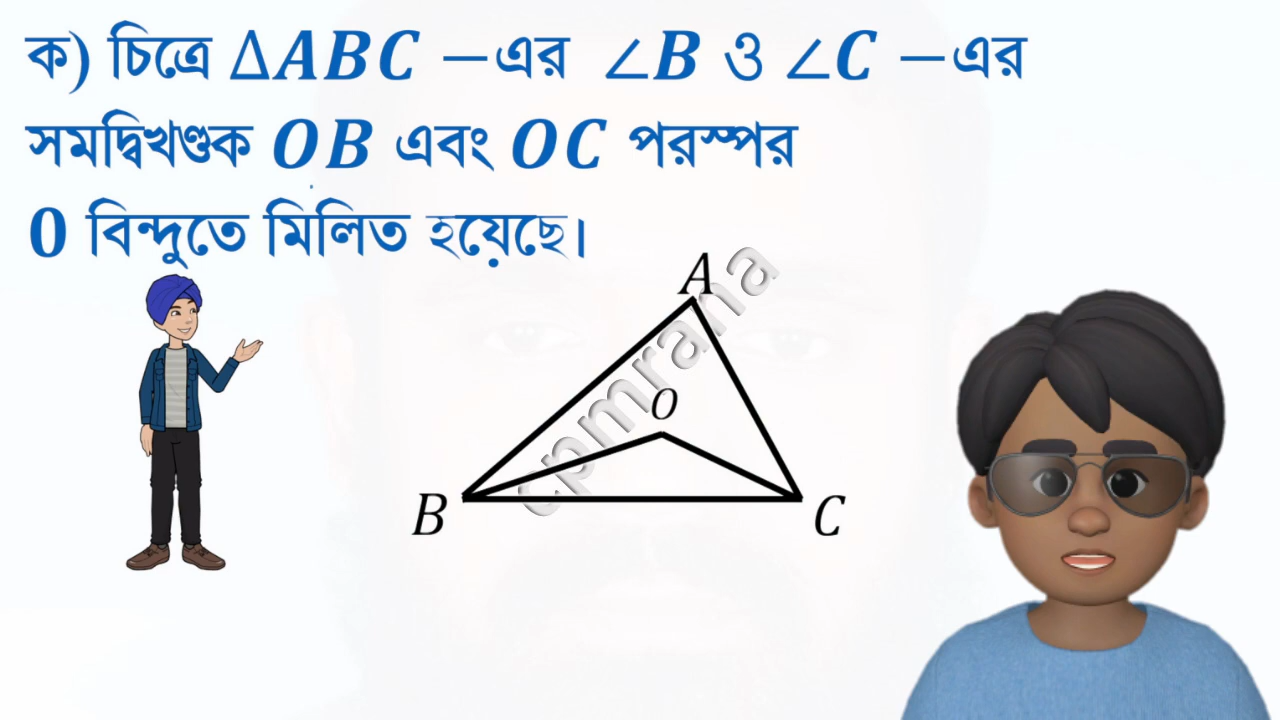 ক) চিত্রে ΔABC −এর ∠B ও ∠C −এর
সমদ্বিখণ্ডক OB এবং OC পরস্পর
O বিন্দুতে মিলিত হয়েছে।
A
O
B
C
cpmrana